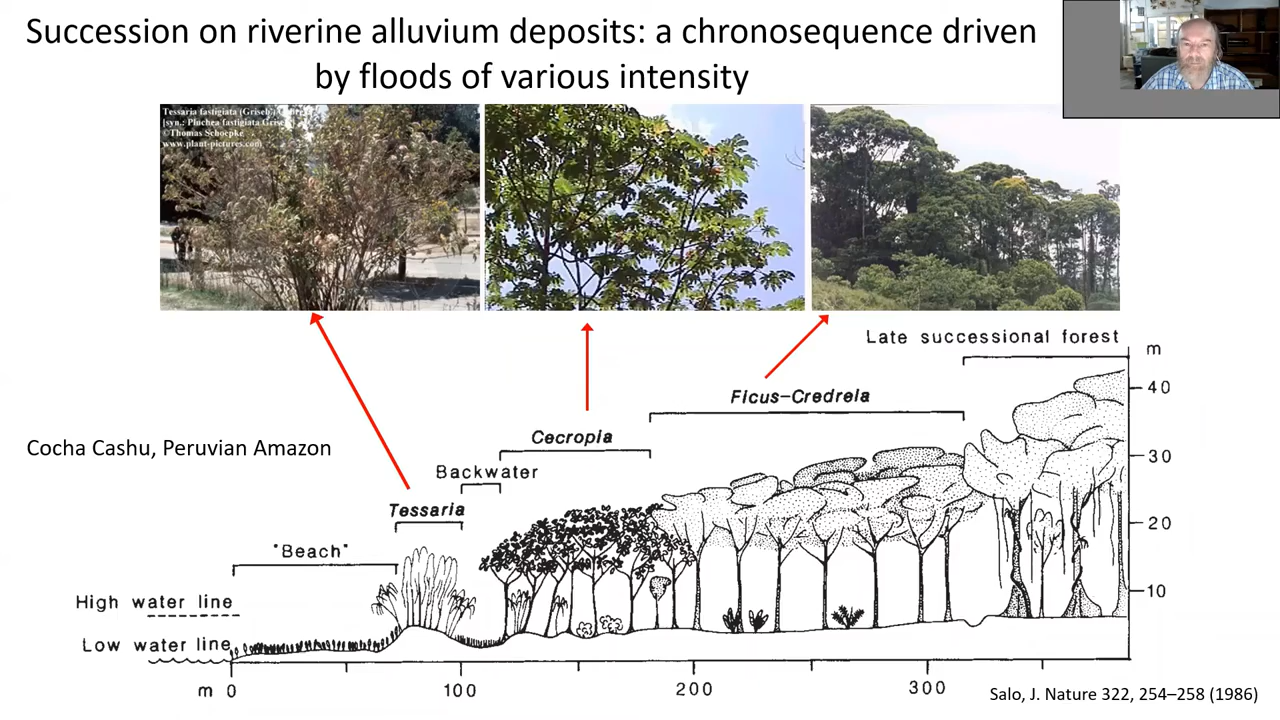 Succession on riverine alluvium deposits: a chronosequence driven
by floods of various intensity
Tessaria fastigiata (Griseb.)
[syn.: Pluchea fastigiata Griseb.]
©Thomas Schoepke
www.plant-pictures.com
Late successional forest
m
40
Ficus-Credrela
Cecropia
Cocha Cashu, Peruvian Amazon
30
Backwater
Tessaria
20
"Beach"
High water line
10
Low water line
m 0 100 200 300
Salo, J. Nature 322, 254–258 (1986)